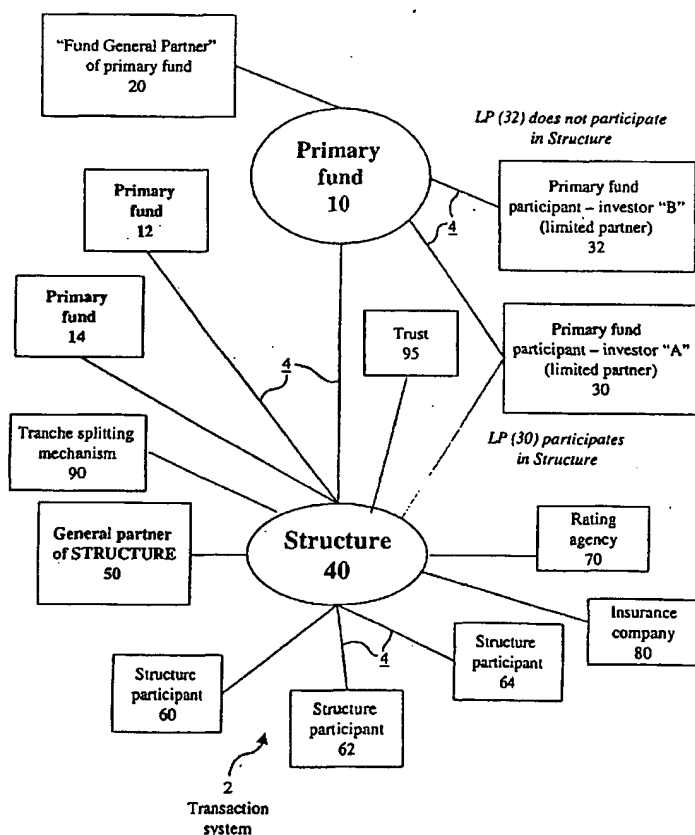 “Fund General Partner”
of primary fund
20
LP (32) does not participate
in Structure
Primary
fund
10
Primary
fund
12
4
Primary fund
participant – investor “B”
(limited partner)
32
4
Primary
fund
14
Trust
95
Primary fund
participant – investor “A”
(limited partner)
30
4
Tranche splitting
mechanism
90
LP (30) participates
in Structure
General partner
of STRUCTURE
50
Structure
40
Rating
agency
70
Insurance
company
80
Structure
participant
60
4
Structure
participant
62
Structure
participant
64
2
Transaction
system